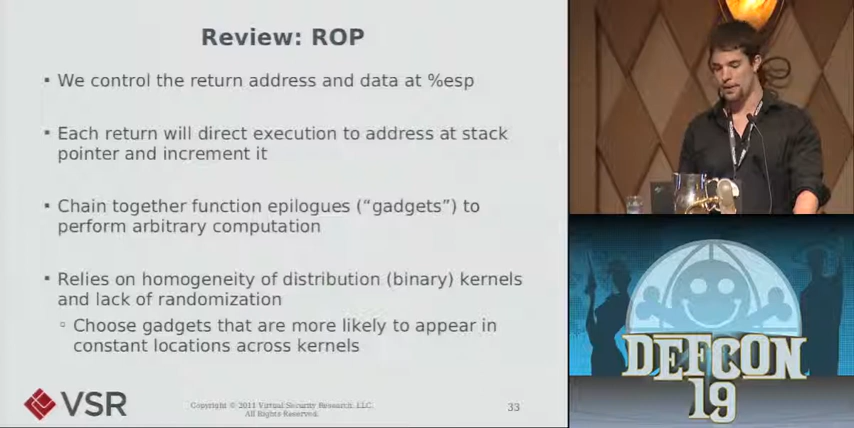 Review: ROP
▪ We control the return address and data at %esp
▪ Each return will direct execution to address at stack
pointer and increment it
▪ Chain together function epilogues (“gadgets”) to
perform arbitrary computation
▪ Relies on homogeneity of distribution (binary) kernels
and lack of randomization
▫ Choose gadgets that are more likely to appear in
constant locations across kernels
VSR
Copyright © 2011 Virtual Security Research, LLC.
All Rights Reserved.
33
DEFCON
19